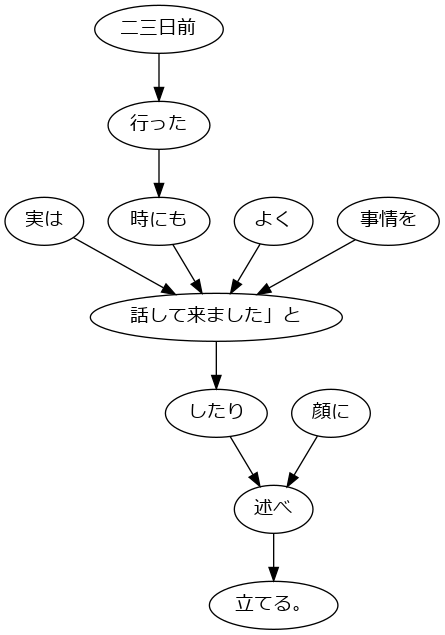 二三日前
行った
実は
時にも
よく
事情を
話して来ました」と
したり
顔に
述べ
立てる。